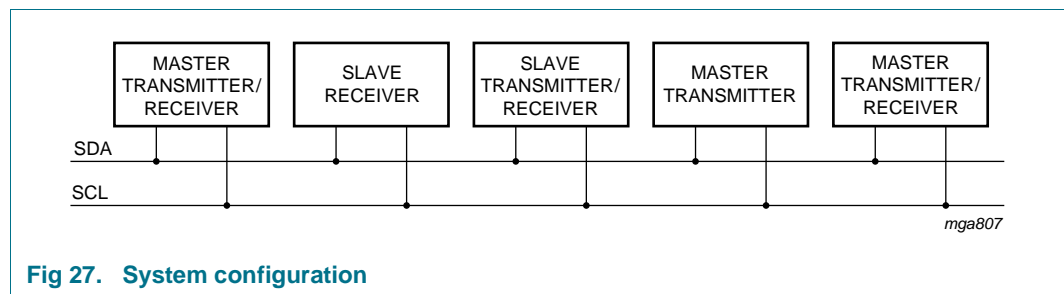 MASTER
TRANSMITTER/
RECEIVER
SLAVE
RECEIVER
SLAVE
TRANSMITTER/
RECEIVER
MASTER
TRANSMITTER
MASTER
TRANSMITTER/
RECEIVER
SDA
SCL
mga807
Fig 27. System configuration